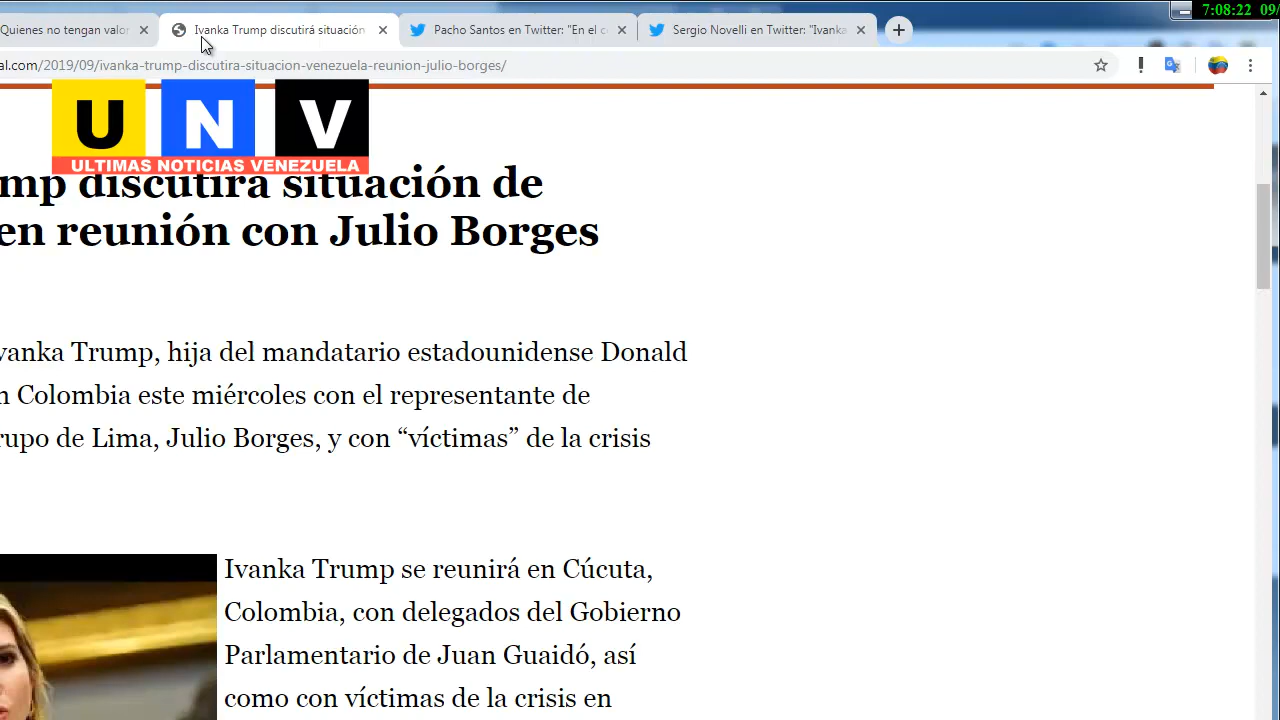 7:08:22 09/
Quienes no tengan valor
Ivanka Trump discutirá situación
Pacho Santos en Twitter: "En el c
Sergio Novelli en Twitter: "Ivanka
al.com/2019/09/ivanka-trump-discutira-situacion-venezuela-reunion-julio-borges/
U N V
ULTIMAS NOTICIAS VENEZUELA
ump discutirá situación de
en reunión con Julio Borges
vanka Trump, hija del mandatario estadounidense Donald
n Colombia este miércoles con el representante de
rupo de Lima, Julio Borges, y con “víctimas” de la crisis
Ivanka Trump se reunirá en Cúcuta,
Colombia, con delegados del Gobierno
Parlamentario de Juan Guaidó, así
como con víctimas de la crisis en